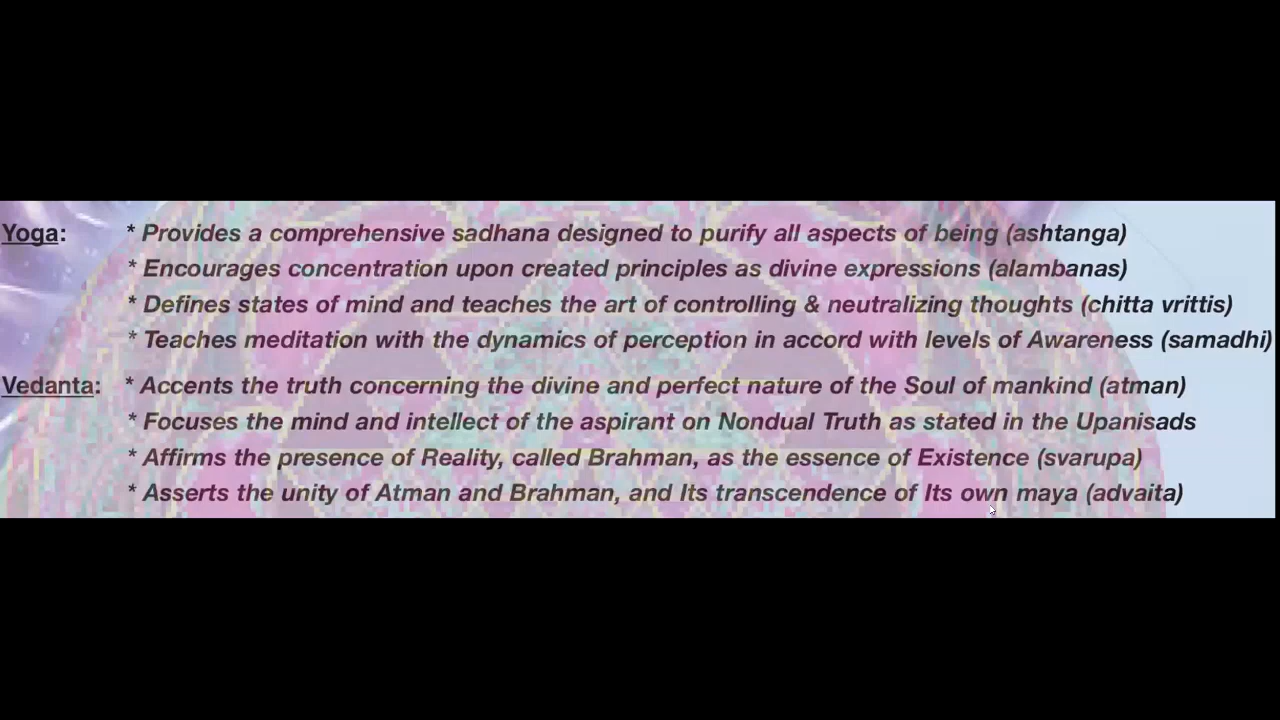 Yoga: * Provides a comprehensive sadhana designed to purify all aspects of being (ashtanga)
* Encourages concentration upon created principles as divine expressions (alambanas)
* Defines states of mind and teaches the art of controlling & neutralizing thoughts (chitta vrittis)
* Teaches meditation with the dynamics of perception in accord with levels of Awareness (samadhi)
Vedanta: * Accents the truth concerning the divine and perfect nature of the Soul of mankind (atman)
* Focuses the mind and intellect of the aspirant on Nondual Truth as stated in the Upanisads
* Affirms the presence of Reality, called Brahman, as the essence of Existence (svarupa)
* Asserts the unity of Atman and Brahman, and Its transcendence of Its own maya (advaita)